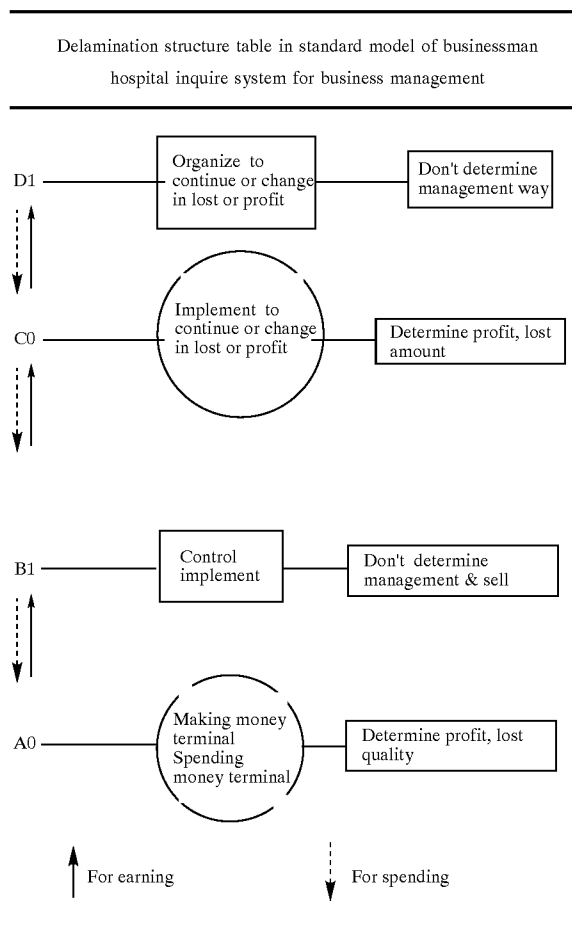 Delamination structure table in standard model of businessman
hospital inquire system for business management
D1
Organize to
continue or change
in lost or profit
Don't determine
management way
C0
Implement to
continue or change
in lost or profit
Determine profit, lost
amount
B1
Control
implement
Don't determine
management & sell
A0
Making money
terminal
Spending
money terminal
Determine profit, lost
quality
For earning
For spending